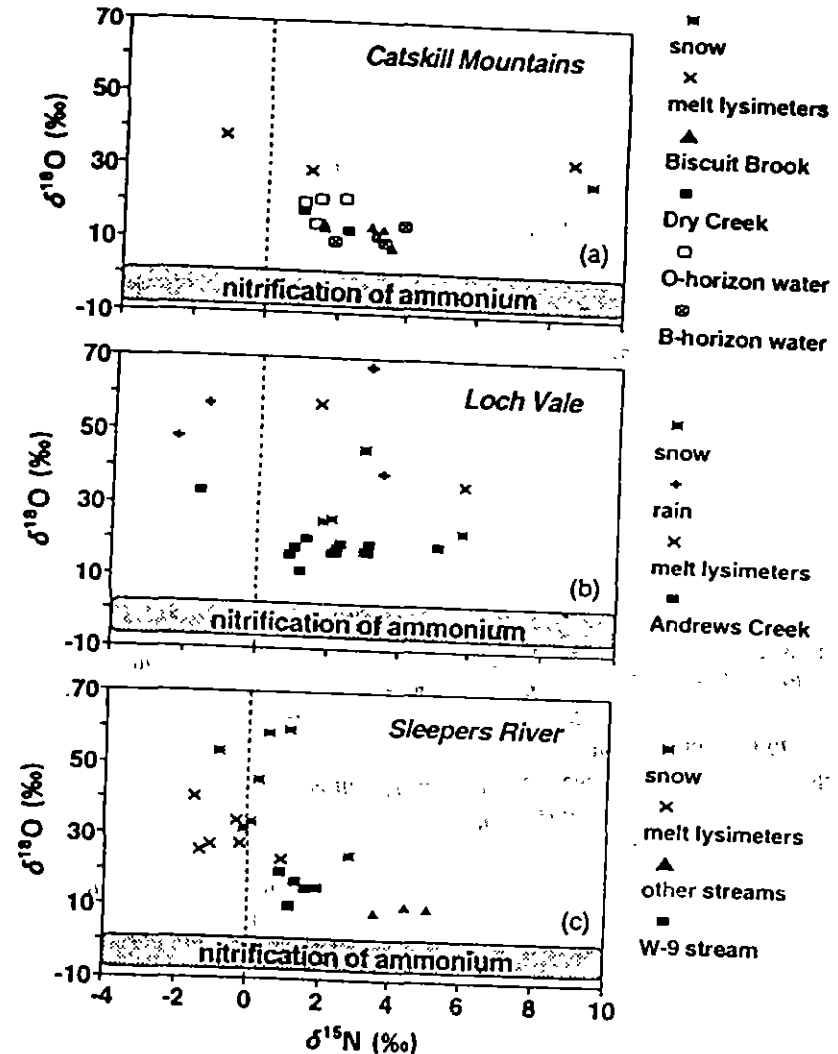 70
50
30
10
-10
δ18O (‰)
Catskill Mountains
(a)
nitrification of ammonium
snow
melt lysimeters
Biscuit Brook
Dry Creek
O-horizon water
B-horizon water
70
50
30
10
-10
δ18O (‰)
Loch Vale
(b)
nitrification of ammonium
snow
rain
melt lysimeters
Andrews Creek
70
50
30
10
-10
δ18O (‰)
Sleepers River
(c)
nitrification of ammonium
snow
melt lysimeters
other streams
W-9 stream
-4 -2 0 2 4 6 8 10
δ15N (‰)